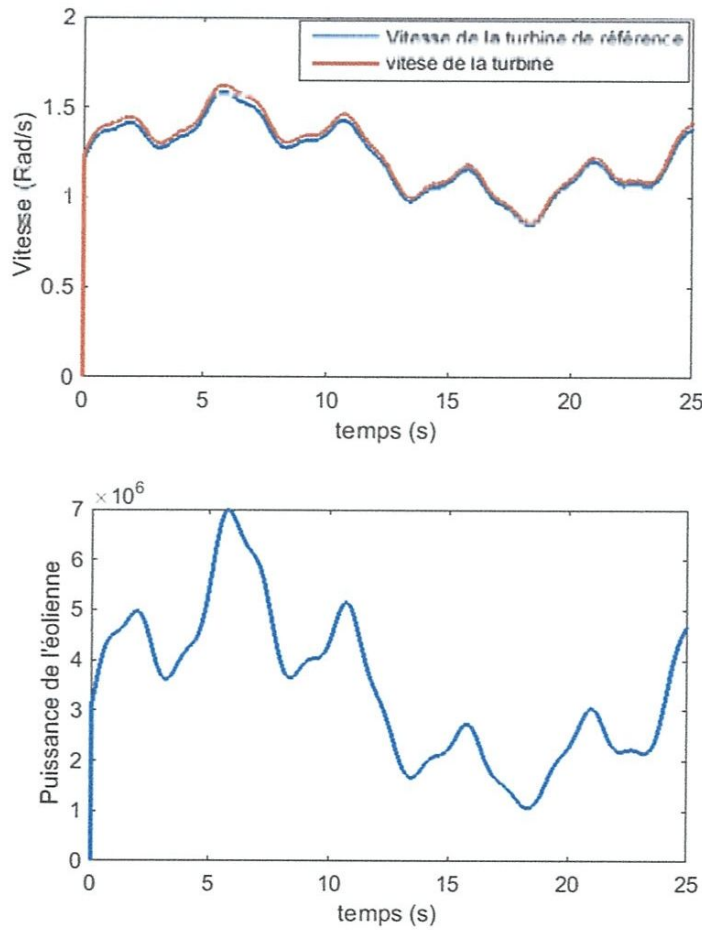 2
1.5
1
0.5
0
Vitesse (Rad/s)
Vitesse de la turbine de référence
vitese de la turbine
0 5 10 15 20 25
temps (s)
×10^6
7
6
5
4
3
2
1
0
Puissance de l'éolienne
0 5 10 15 20 25
temps (s)